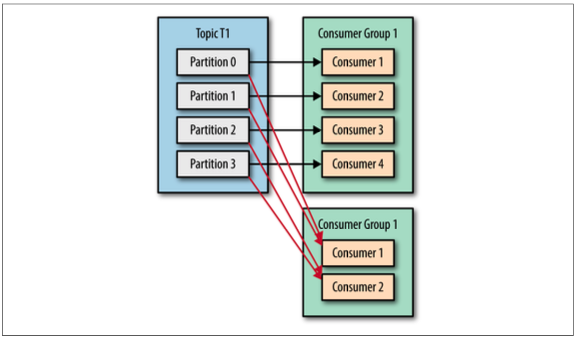 Topic T1
Partition 0
Partition 1
Partition 2
Partition 3
Consumer Group 1
Consumer 1
Consumer 2
Consumer 3
Consumer 4
Consumer Group 1
Consumer 1
Consumer 2